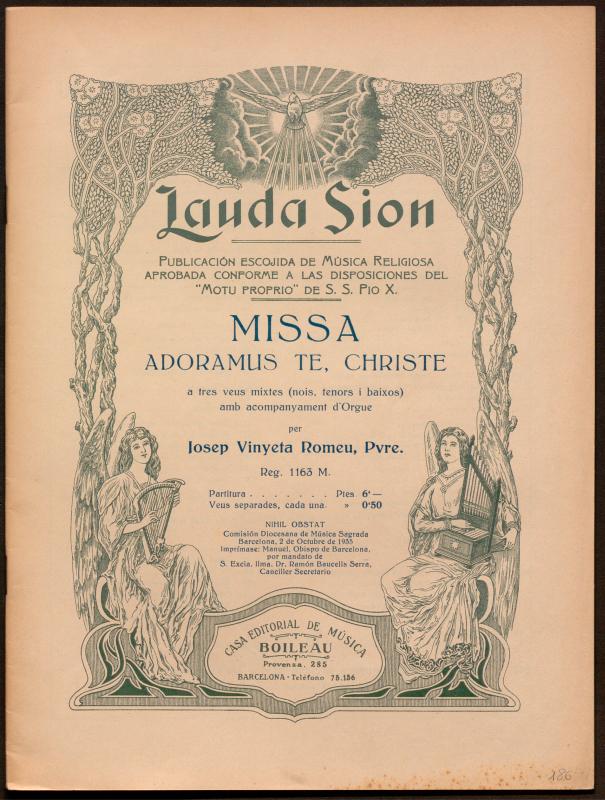 Lauda Sion
PUBLICACIÓN ESCOJIDA DE MÚSICA RELIGIOSA
APROBADA CONFORME A LAS DISPOSICIONES DEL
"MOTU PROPRIO" DE S. S. PIO X.
MISSA
ADORAMUS TE, CHRISTE
a tres veus mixtes (nois, tenors i baixos)
amb acompanyament d'Orgue
per
Josep Vinyeta Romeu, Pvre.
Reg. 1163 M.
Partitura . . . . . . . Ptes 6'—
Veus separades, cada una. » 0'50
NIHIL OBSTAT
Comisión Diocesana de Música Sagrada
Barcelona, 2 de Octubre de 1935
Imprímase: Manuel, Obispo de Barcelona,
por mandato de
S. Excia. Ilma. Dr. Ramón Baucells Serra,
Canciller Secretario
CASA EDITORIAL DE MÚSICA
BOILEAU
Provenza, 285
BARCELONA - Teléfono 75.156
186